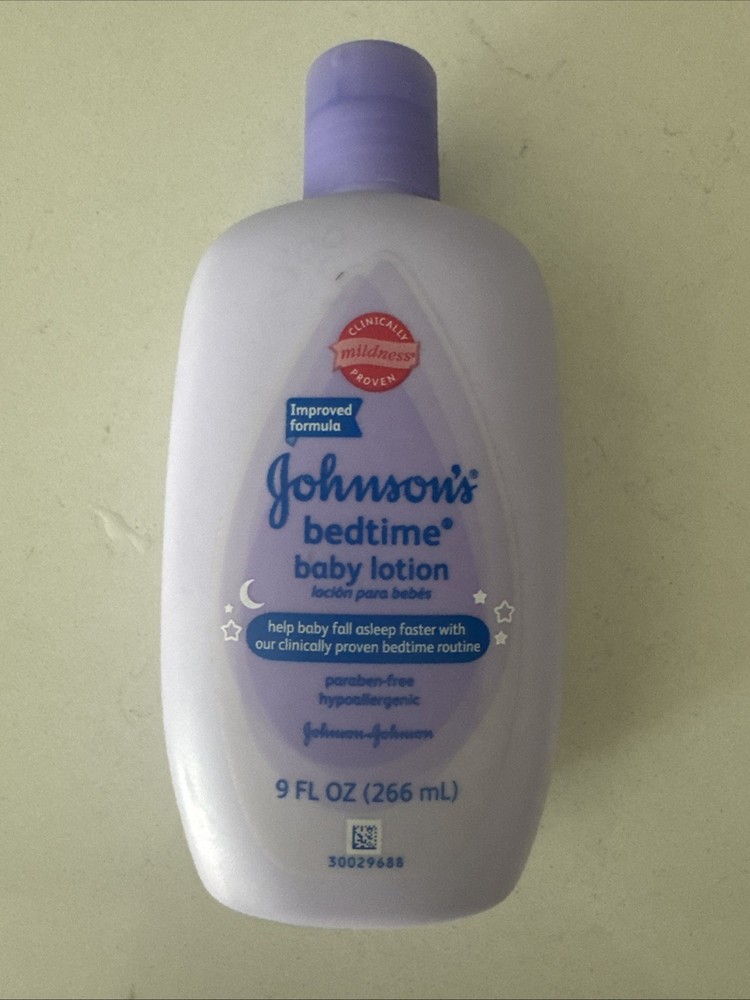 CLINICALLY
mildness®
PROVEN
Improved
formula
Johnson's®
bedtime®
baby lotion
loción para bebés
help baby fall asleep faster with
our clinically proven bedtime routine
paraben-free
hypoallergenic
Johnson & Johnson
9 FL OZ (266 mL)
30029688